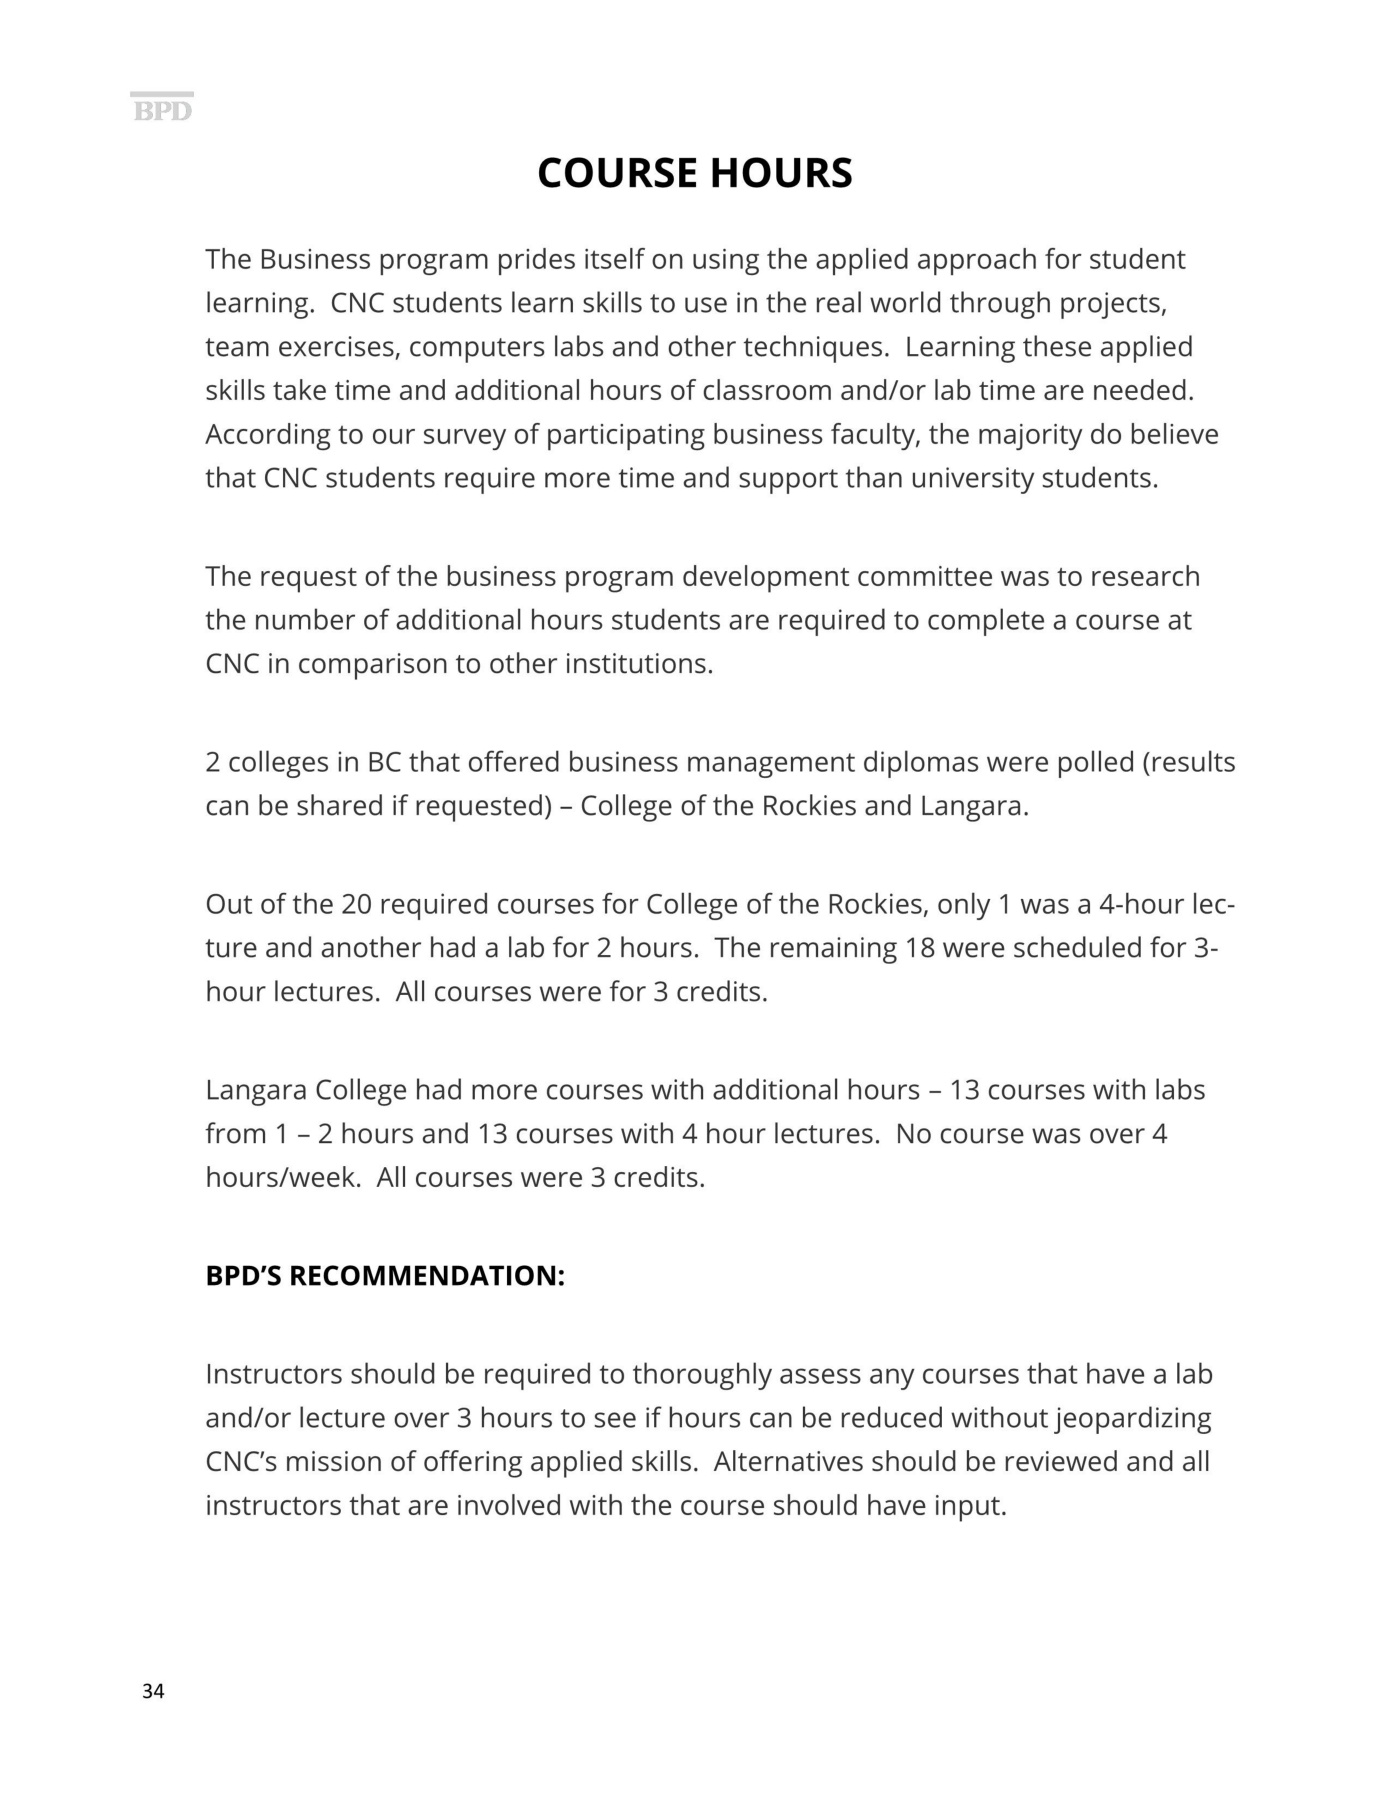 BPD
COURSE HOURS
The Business program prides itself on using the applied approach for student
learning.  CNC students learn skills to use in the real world through projects,
team exercises, computers labs and other techniques.  Learning these applied
skills take time and additional hours of classroom and/or lab time are needed.
According to our survey of participating business faculty, the majority do believe
that CNC students require more time and support than university students.
The request of the business program development committee was to research
the number of additional hours students are required to complete a course at
CNC in comparison to other institutions.
2 colleges in BC that offered business management diplomas were polled (results
can be shared if requested) – College of the Rockies and Langara.
Out of the 20 required courses for College of the Rockies, only 1 was a 4-hour lec-
ture and another had a lab for 2 hours.  The remaining 18 were scheduled for 3-
hour lectures.  All courses were for 3 credits.
Langara College had more courses with additional hours – 13 courses with labs
from 1 – 2 hours and 13 courses with 4 hour lectures.  No course was over 4
hours/week.  All courses were 3 credits.
BPD’S RECOMMENDATION:
Instructors should be required to thoroughly assess any courses that have a lab
and/or lecture over 3 hours to see if hours can be reduced without jeopardizing
CNC’s mission of offering applied skills.  Alternatives should be reviewed and all
instructors that are involved with the course should have input.
34